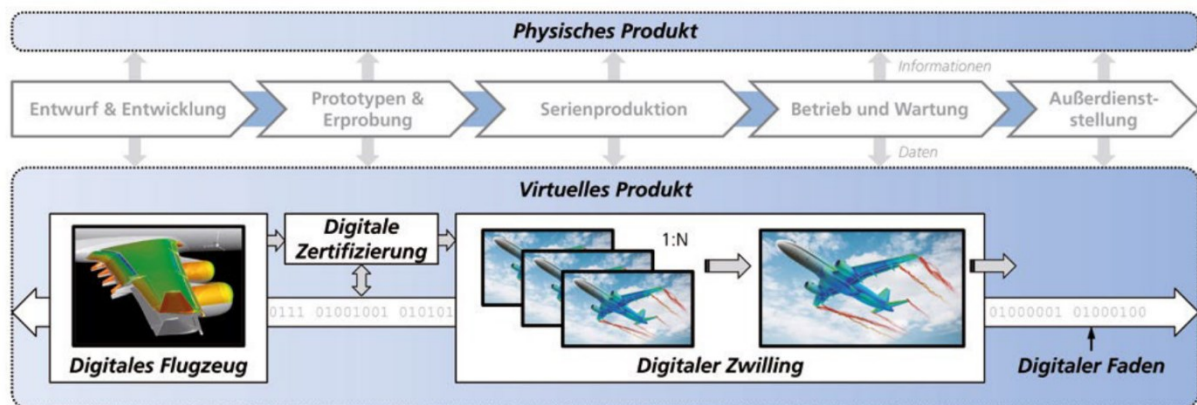 Physisches Produkt
Informationen
Entwurf & Entwicklung
Prototypen &
Erprobung
Serienproduktion
Betrieb und Wartung
Außerdienst-
stellung
Daten
Virtuelles Produkt
Digitale
Zertifizierung
1:N
0111 01001001 010101
01000001 01000100
Digitales Flugzeug
Digitaler Zwilling
Digitaler Faden